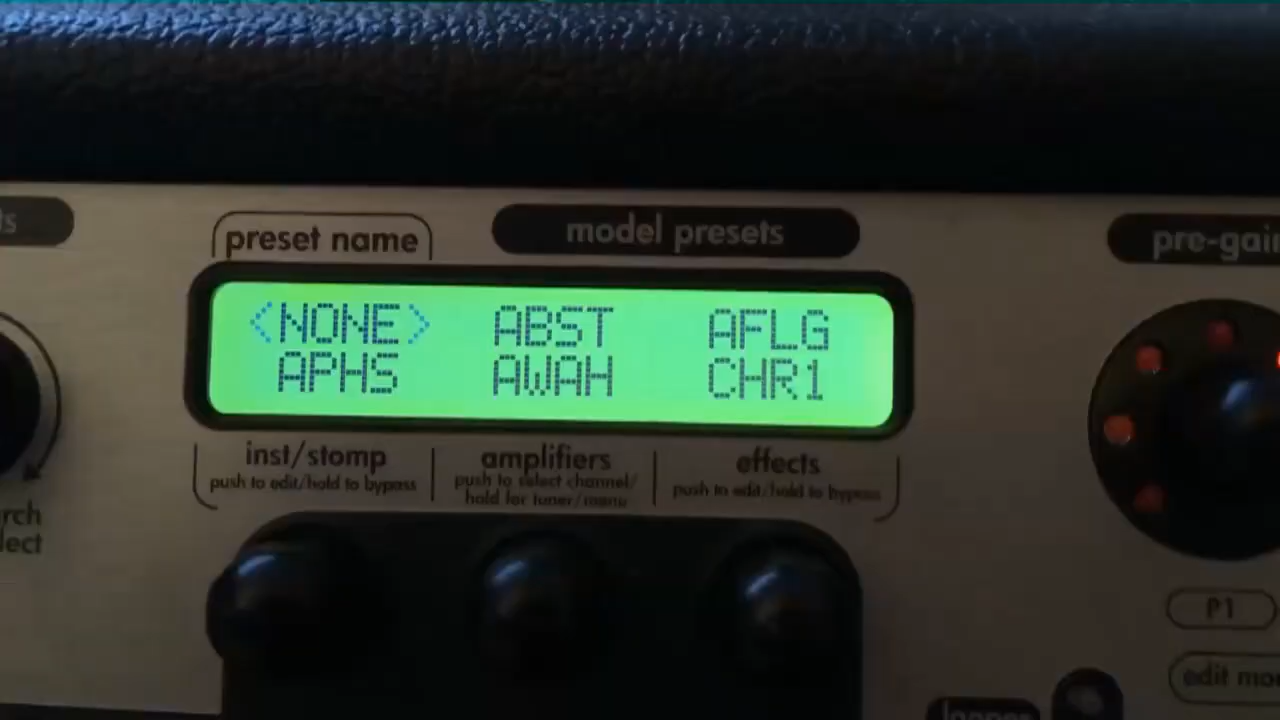 preset name
model presets
<NONE> ABST AFLG
APHS AWAH CHR1
inst/stomp
push to edit/hold to bypass
amplifiers
push to select channel/
hold for tuner/menu
effects
push to edit/hold to bypass
P1
looper